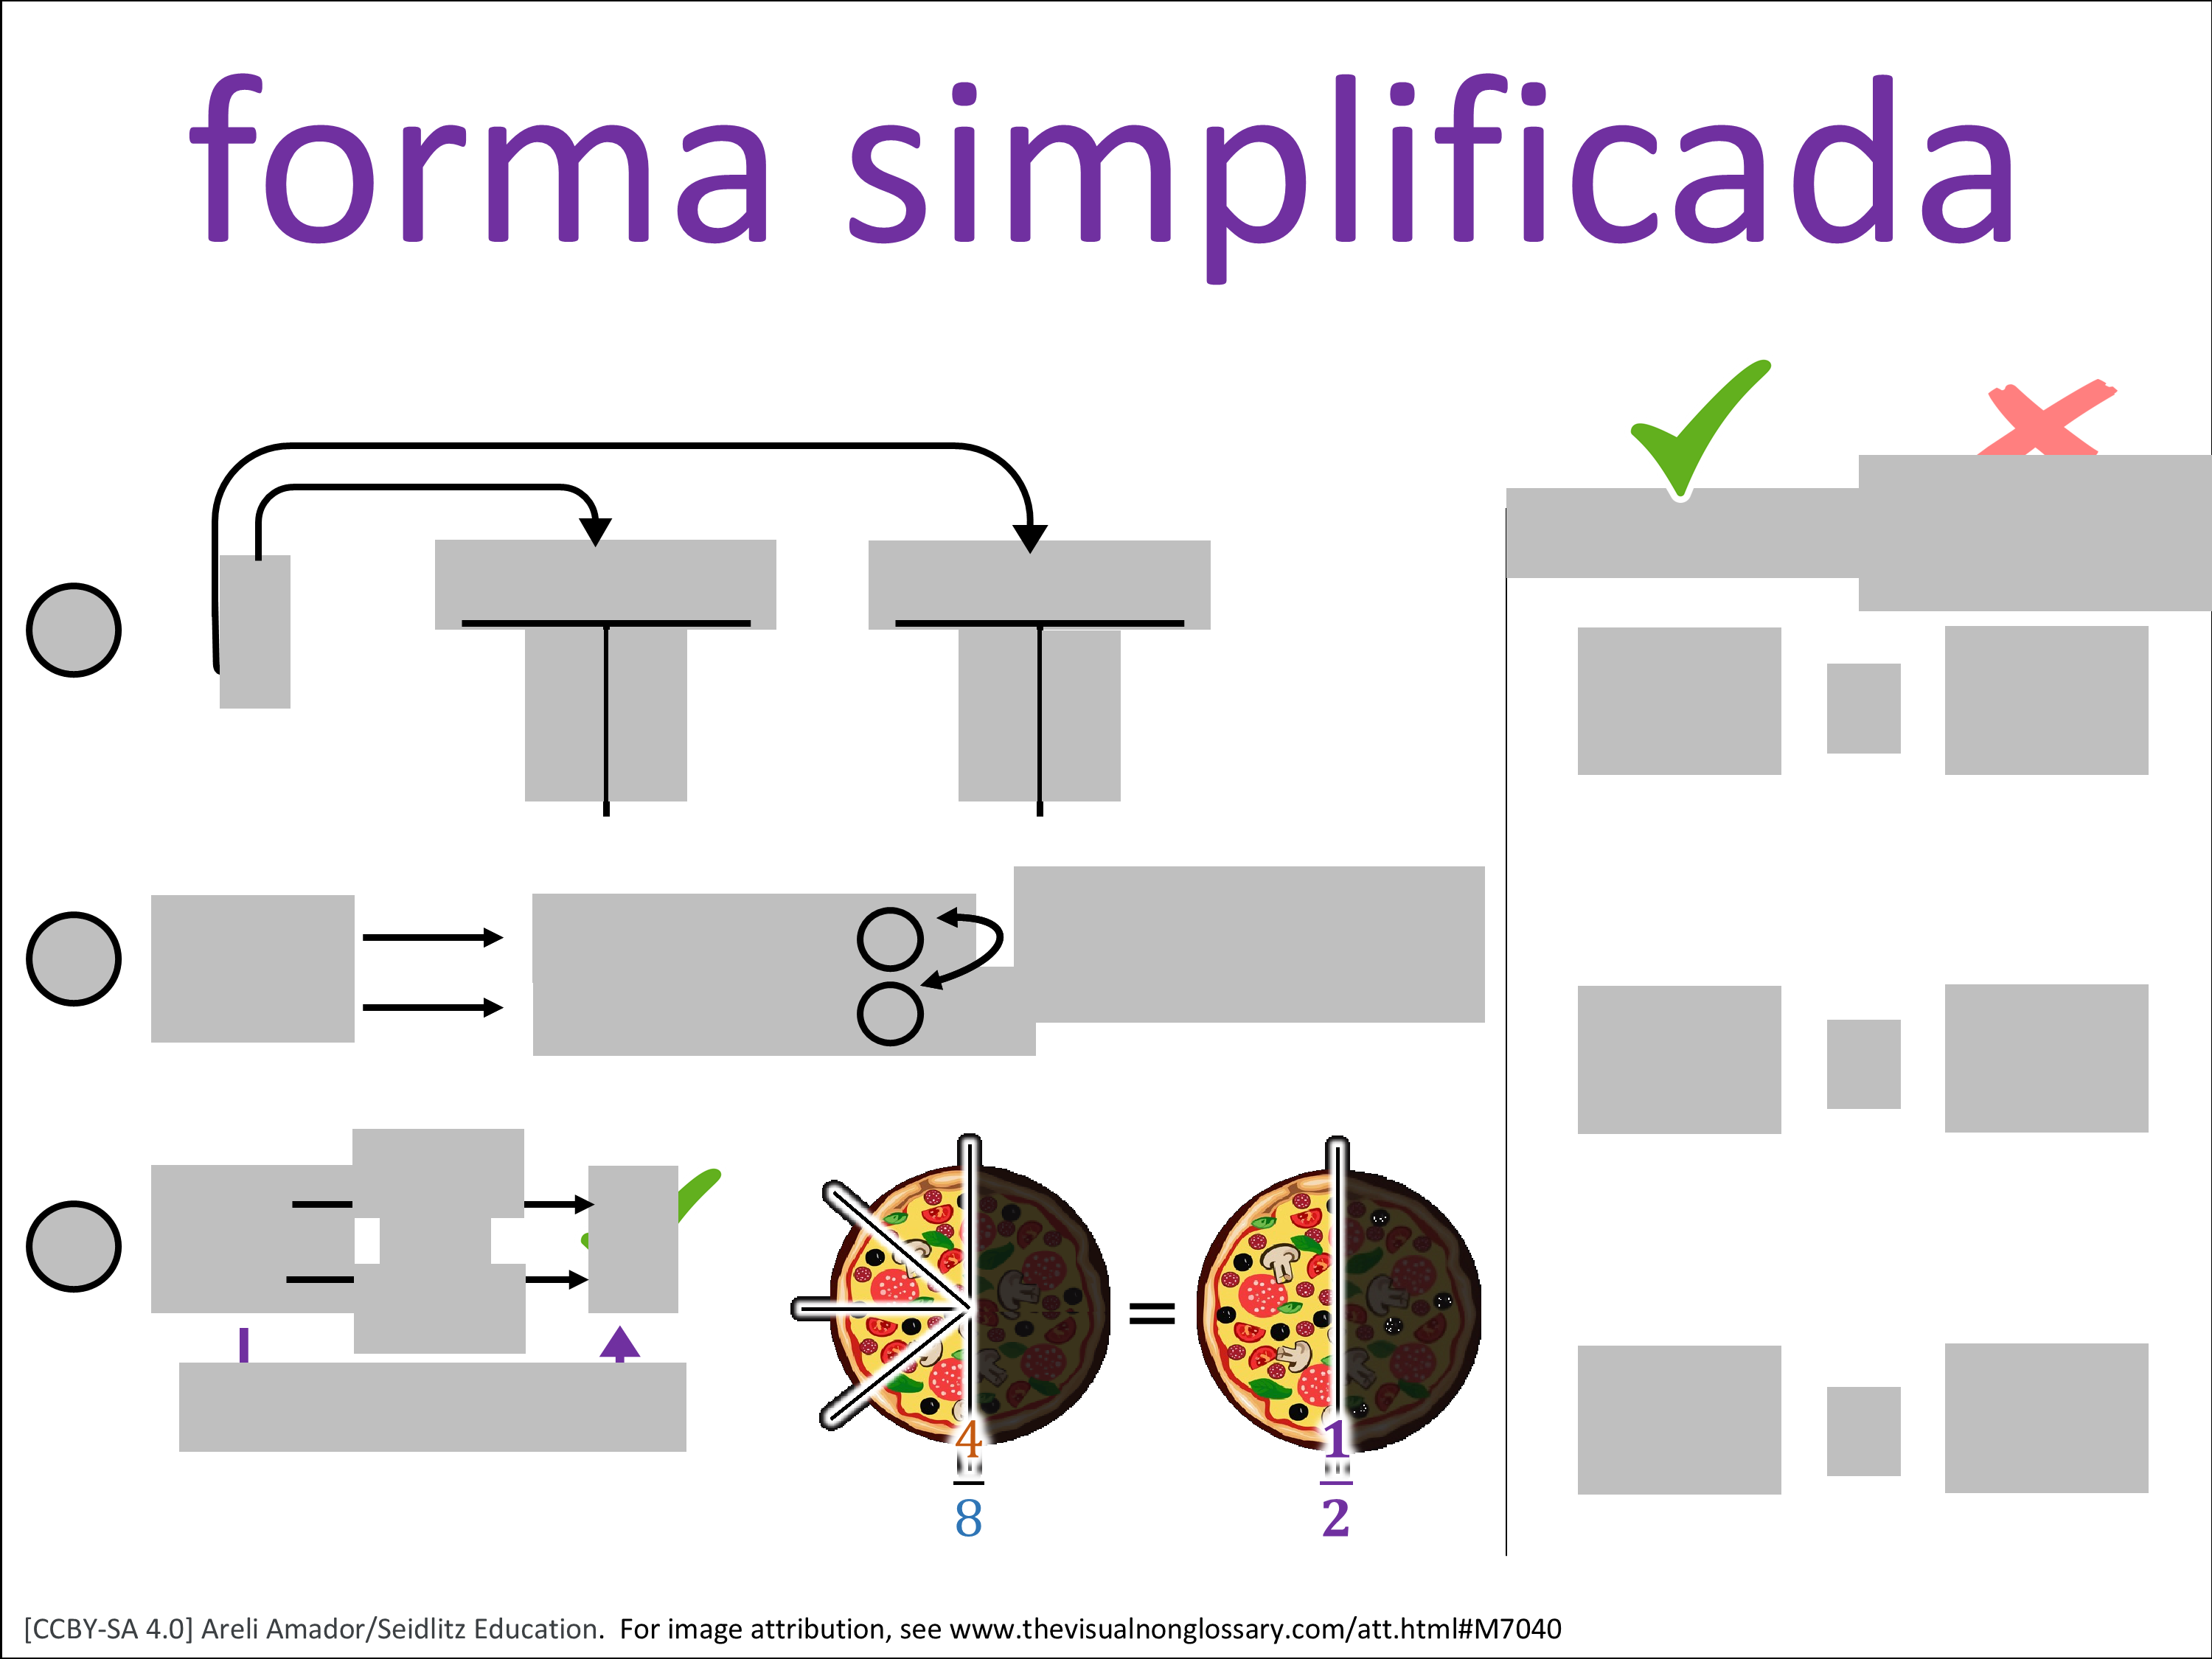 forma simplificada
4
8
=
1
2
[CCBY-SA 4.0] Areli Amador/Seidlitz Education. For image attribution, see www.thevisualnonglossary.com/att.html#M7040